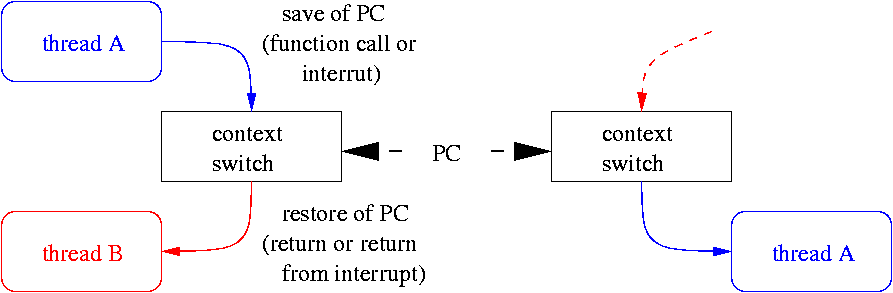 thread A
save of PC
(function call or
interrut)
context
switch
PC
context
switch
thread B
restore of PC
(return or return
from interrupt)
thread A